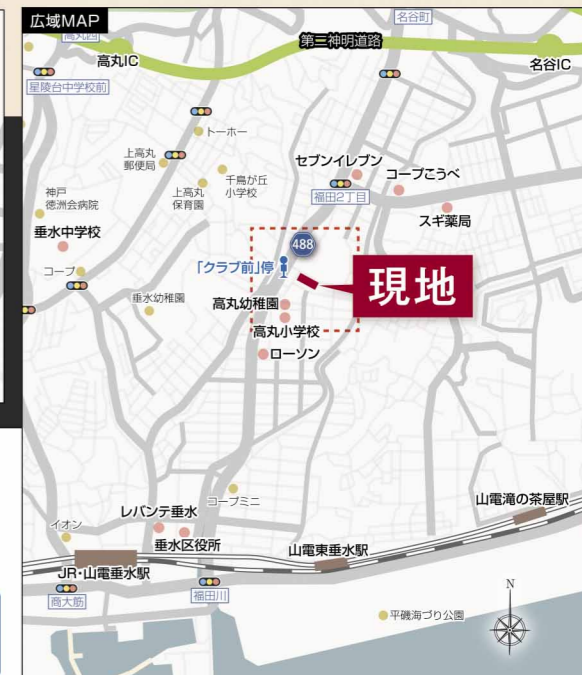 広域MAP
名谷町
第二神明道路
高丸IC
名谷IC
星陵台中学校前
トーホー
上高丸
郵便局
セブンイレブン
コープこうべ
千鳥が丘
小学校
上高丸
保育園
福田2丁目
神戸
徳洲会病院
スギ薬局
垂水中学校
488
「クラブ前」停
コープ
現地
垂水幼稚園
高丸幼稚園
高丸小学校
ローソン
コープミニ
山電滝の茶屋駅
レバンテ垂水
イオン
垂水区役所
山電東垂水駅
JR・山電垂水駅
商大筋
福田川
N
平磯海づり公園